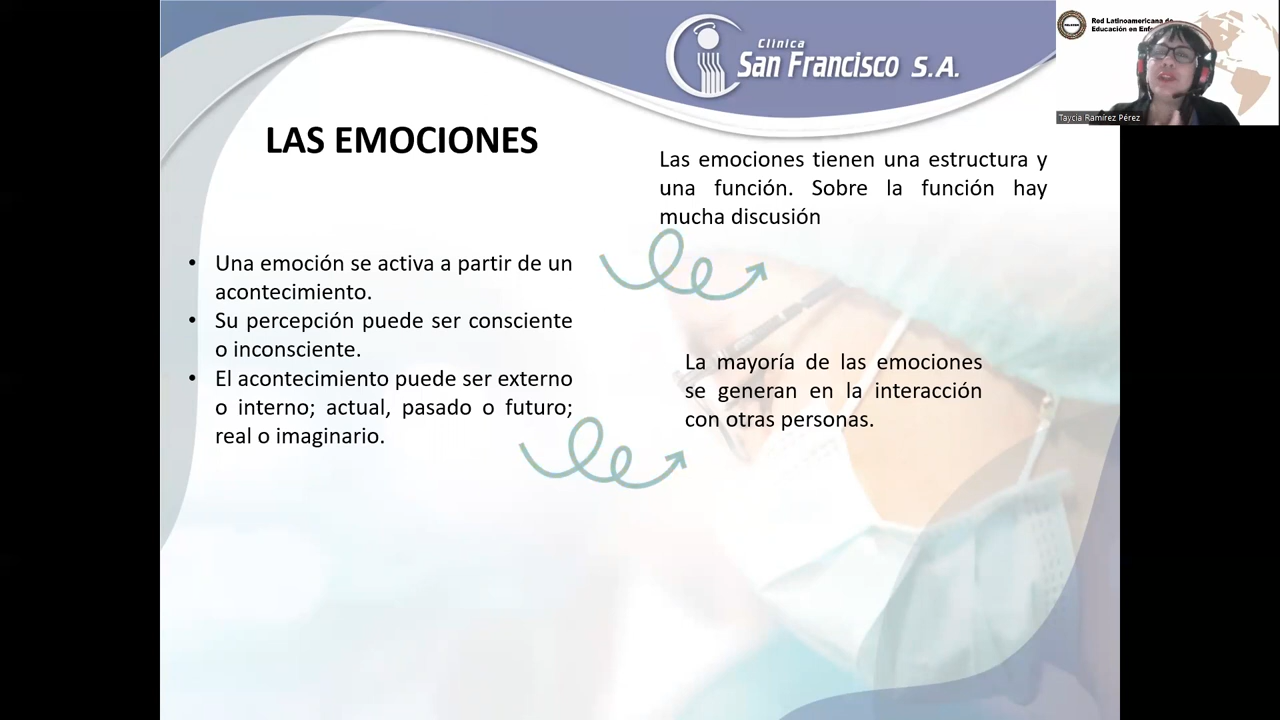 Clínica
San Francisco S.A.
Red Latinoamericana de
Educación en
Taycia Ramírez Pérez
LAS EMOCIONES
Las emociones tienen una estructura y
una función. Sobre la función hay
mucha discusión
• Una emoción se activa a partir de un
acontecimiento.
• Su percepción puede ser consciente
o inconsciente.
• El acontecimiento puede ser externo
o interno; actual, pasado o futuro;
real o imaginario.
La mayoría de las emociones
se generan en la interacción
con otras personas.